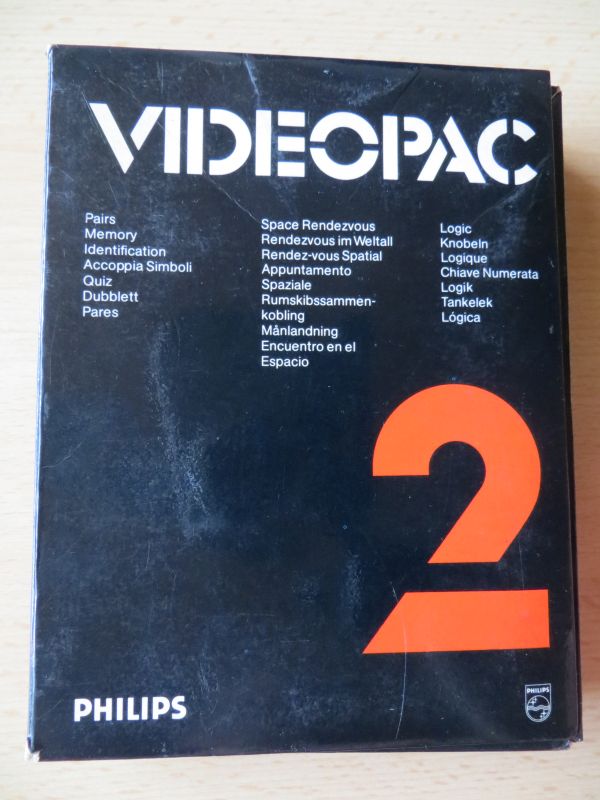 VIDEOPAC
Pairs
Memory
Identification
Accoppia Simboli
Quiz
Dubblett
Pares
Space Rendezvous
Rendezvous im Weltall
Rendez-vous Spatial
Appuntamento
Spaziale
Rumskibssammen-
kobling
Månlandning
Encuentro en el
Espacio
Logic
Knobeln
Logique
Chiave Numerata
Logik
Tankelek
Lógica
2
PHILIPS
PHILIPS